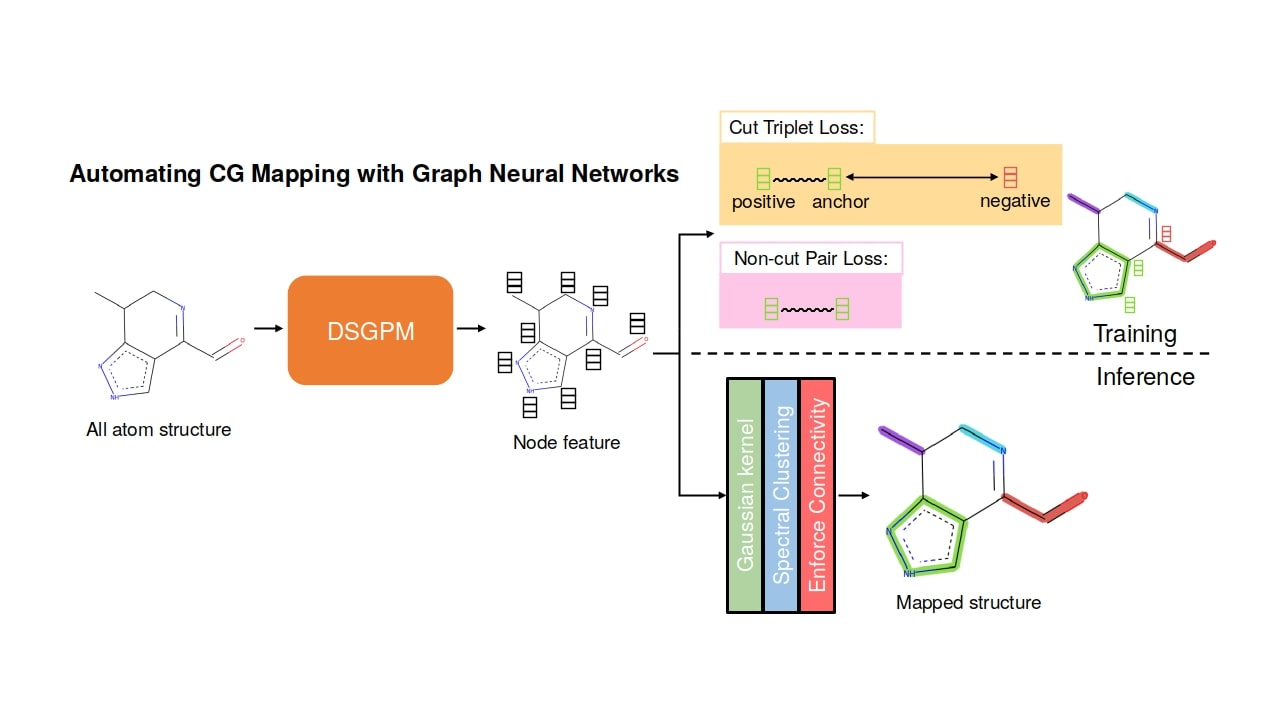 Automating CG Mapping with Graph Neural Networks
N
N
NH
O
All atom structure
DSGPM
N
N
NH
O
Node feature
Cut Triplet Loss:
positive anchor negative
Non-cut Pair Loss:
N
N
NH
O
Training
Inference
Gaussian kernel
Spectral Clustering
Enforce Connectivity
N
N
NH
O
Mapped structure